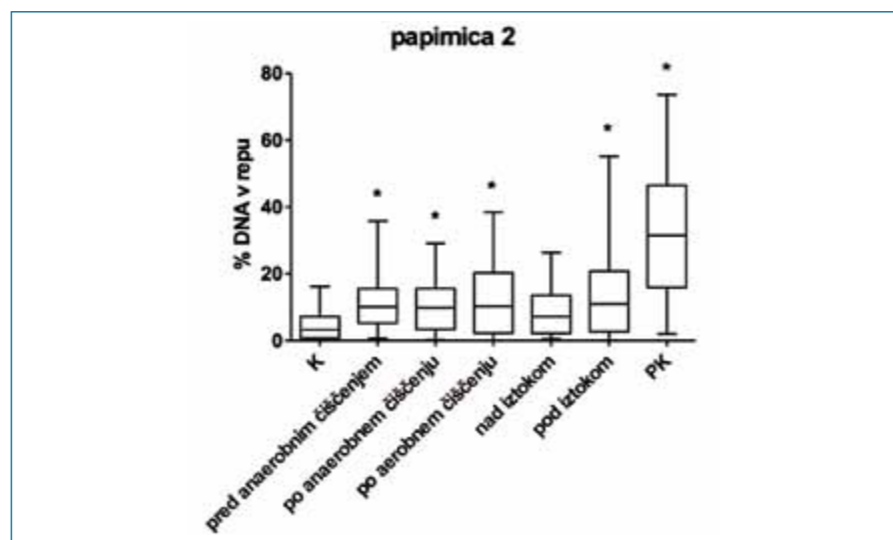 papirnica 2
% DNA v repu
80
60
40
20
0
*
*
*
*
*
K
pred anaerobnim čiščenjem
po anaerobnem čiščenju
po aerobnem čiščenju
nad iztokom
pod iztokom
PK